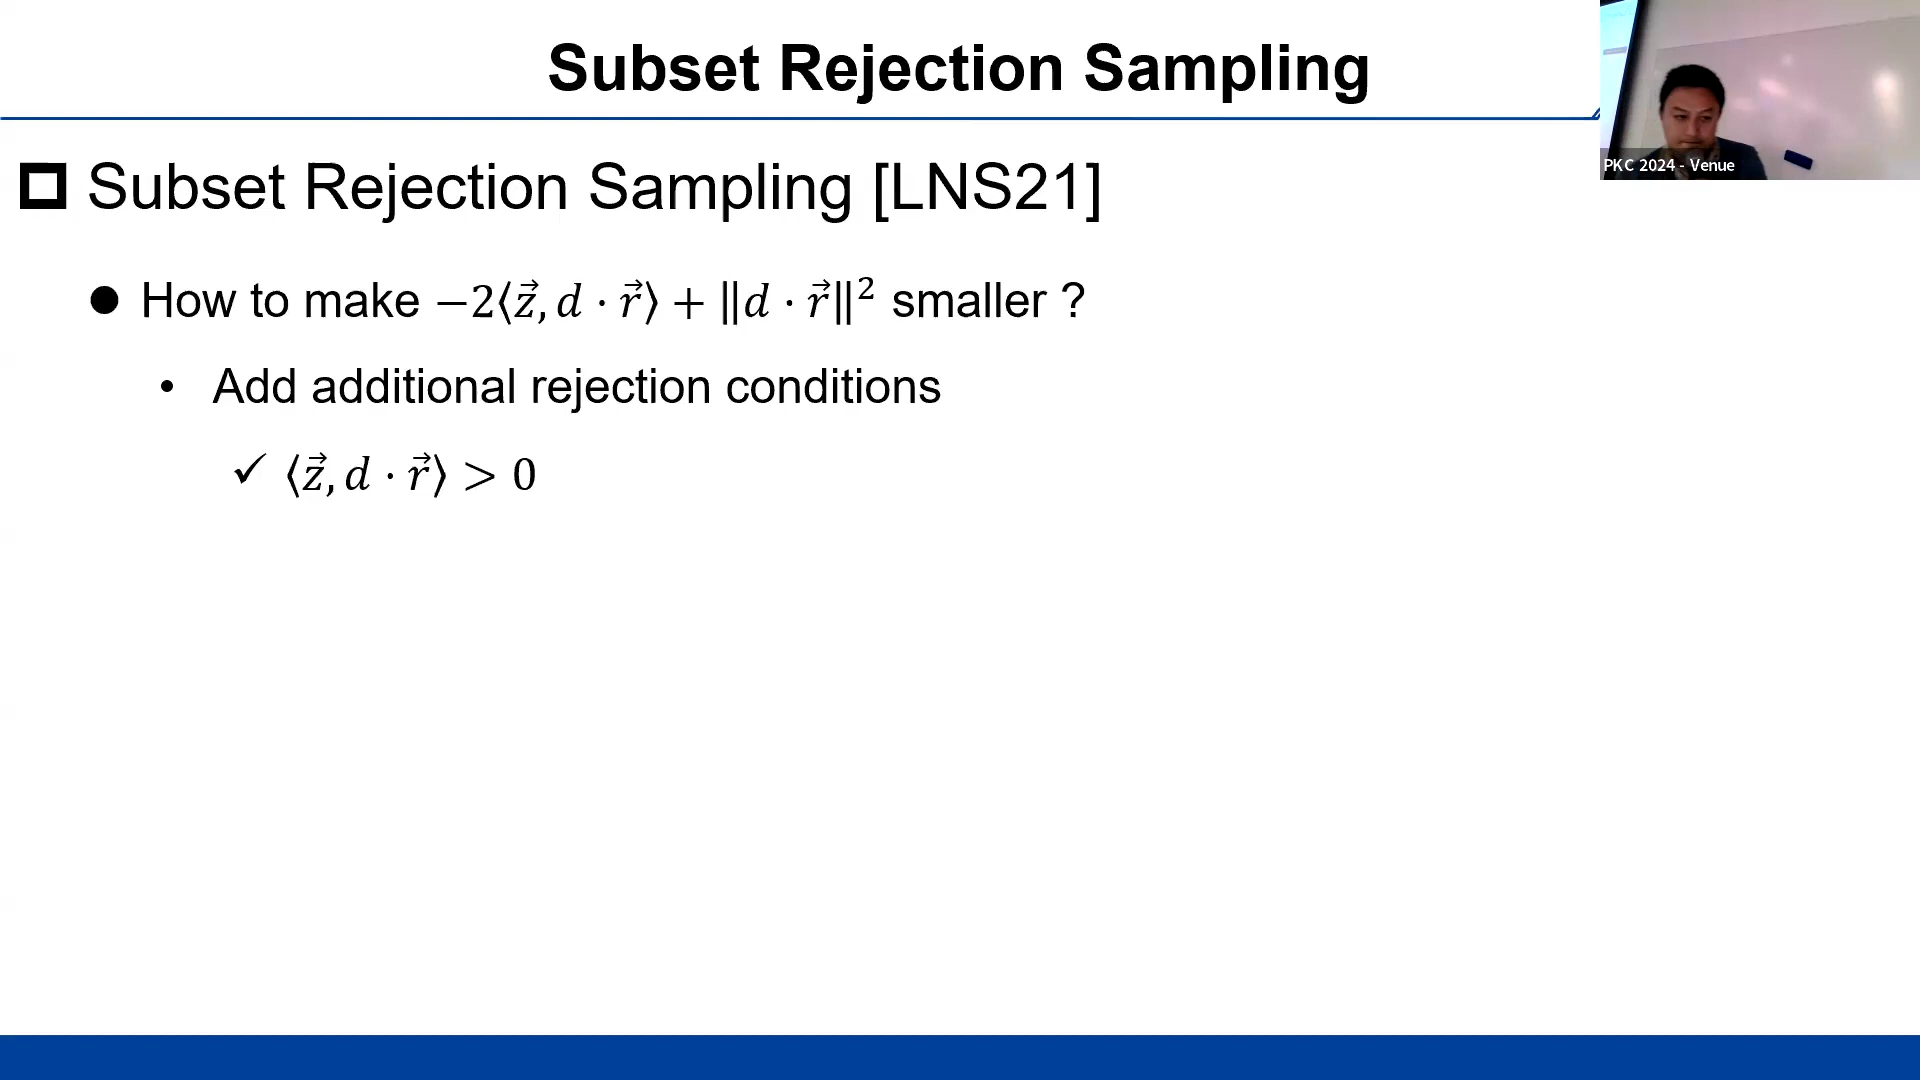 Subset Rejection Sampling
PKC 2024 - Venue
Subset Rejection Sampling [LNS21]
How to make −2⟨z⃗, d · r⃗⟩ + ‖d · r⃗‖² smaller ?
Add additional rejection conditions
✓ ⟨z⃗, d · r⃗⟩ > 0